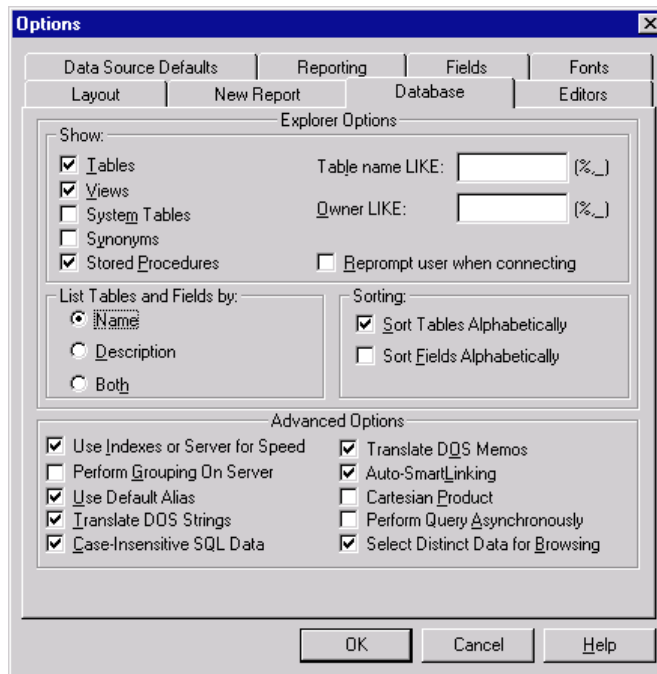 Options
Data Source Defaults Reporting Fields Fonts
Layout New Report Database Editors
Explorer Options
Show:
Tables
Views
System Tables
Synonyms
Stored Procedures
Table name LIKE: (%,_)
Owner LIKE: (%,_)
Reprompt user when connecting
List Tables and Fields by:
Name
Description
Both
Sorting:
Sort Tables Alphabetically
Sort Fields Alphabetically
Advanced Options
Use Indexes or Server for Speed
Perform Grouping On Server
Use Default Alias
Translate DOS Strings
Case-Insensitive SQL Data
Translate DOS Memos
Auto-SmartLinking
Cartesian Product
Perform Query Asynchronously
Select Distinct Data for Browsing
OK Cancel Help